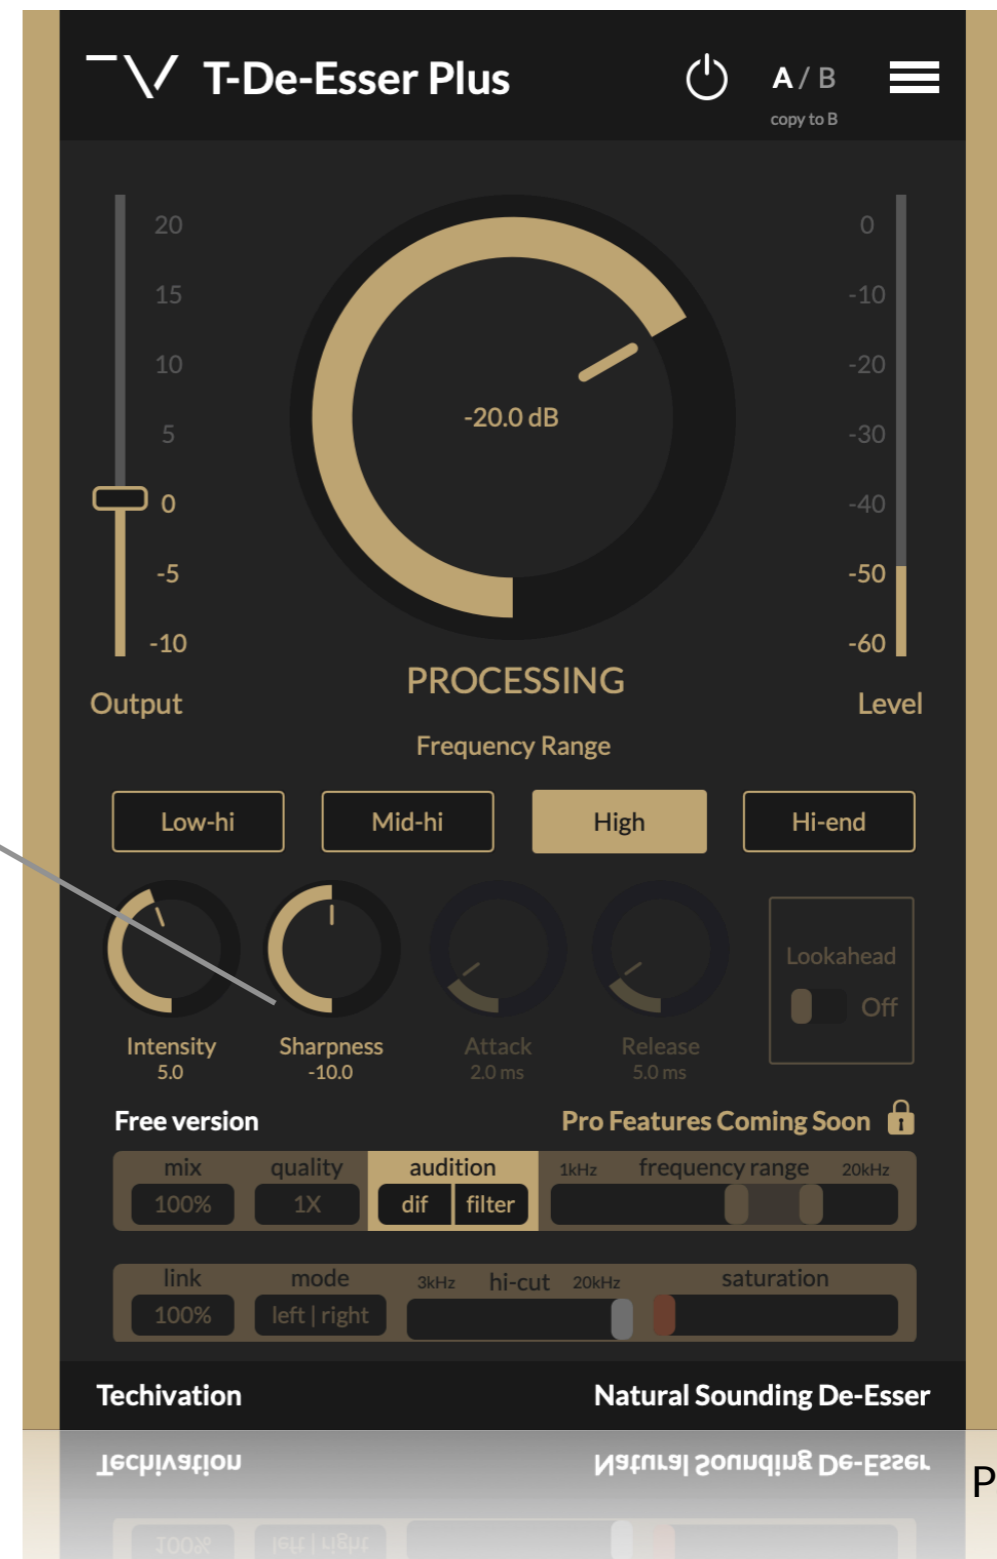 T-De-Esser Plus
A / B
copy to B
20
15
10
5
0
-5
-10
Output
-20.0 dB
PROCESSING
0
-10
-20
-30
-40
-50
-60
Level
Frequency Range
Low-hi Mid-hi High Hi-end
Intensity
5.0
Sharpness
-10.0
Attack
2.0 ms
Release
5.0 ms
Lookahead
Off
Free version
Pro Features Coming Soon
mix quality audition 1kHz frequency range 20kHz
100% 1X dif filter
link mode 3kHz hi-cut 20kHz saturation
100% left | right
Techivation
Natural Sounding De-Esser
Techivation
Natural Sounding De-Esser
P
100% left | right